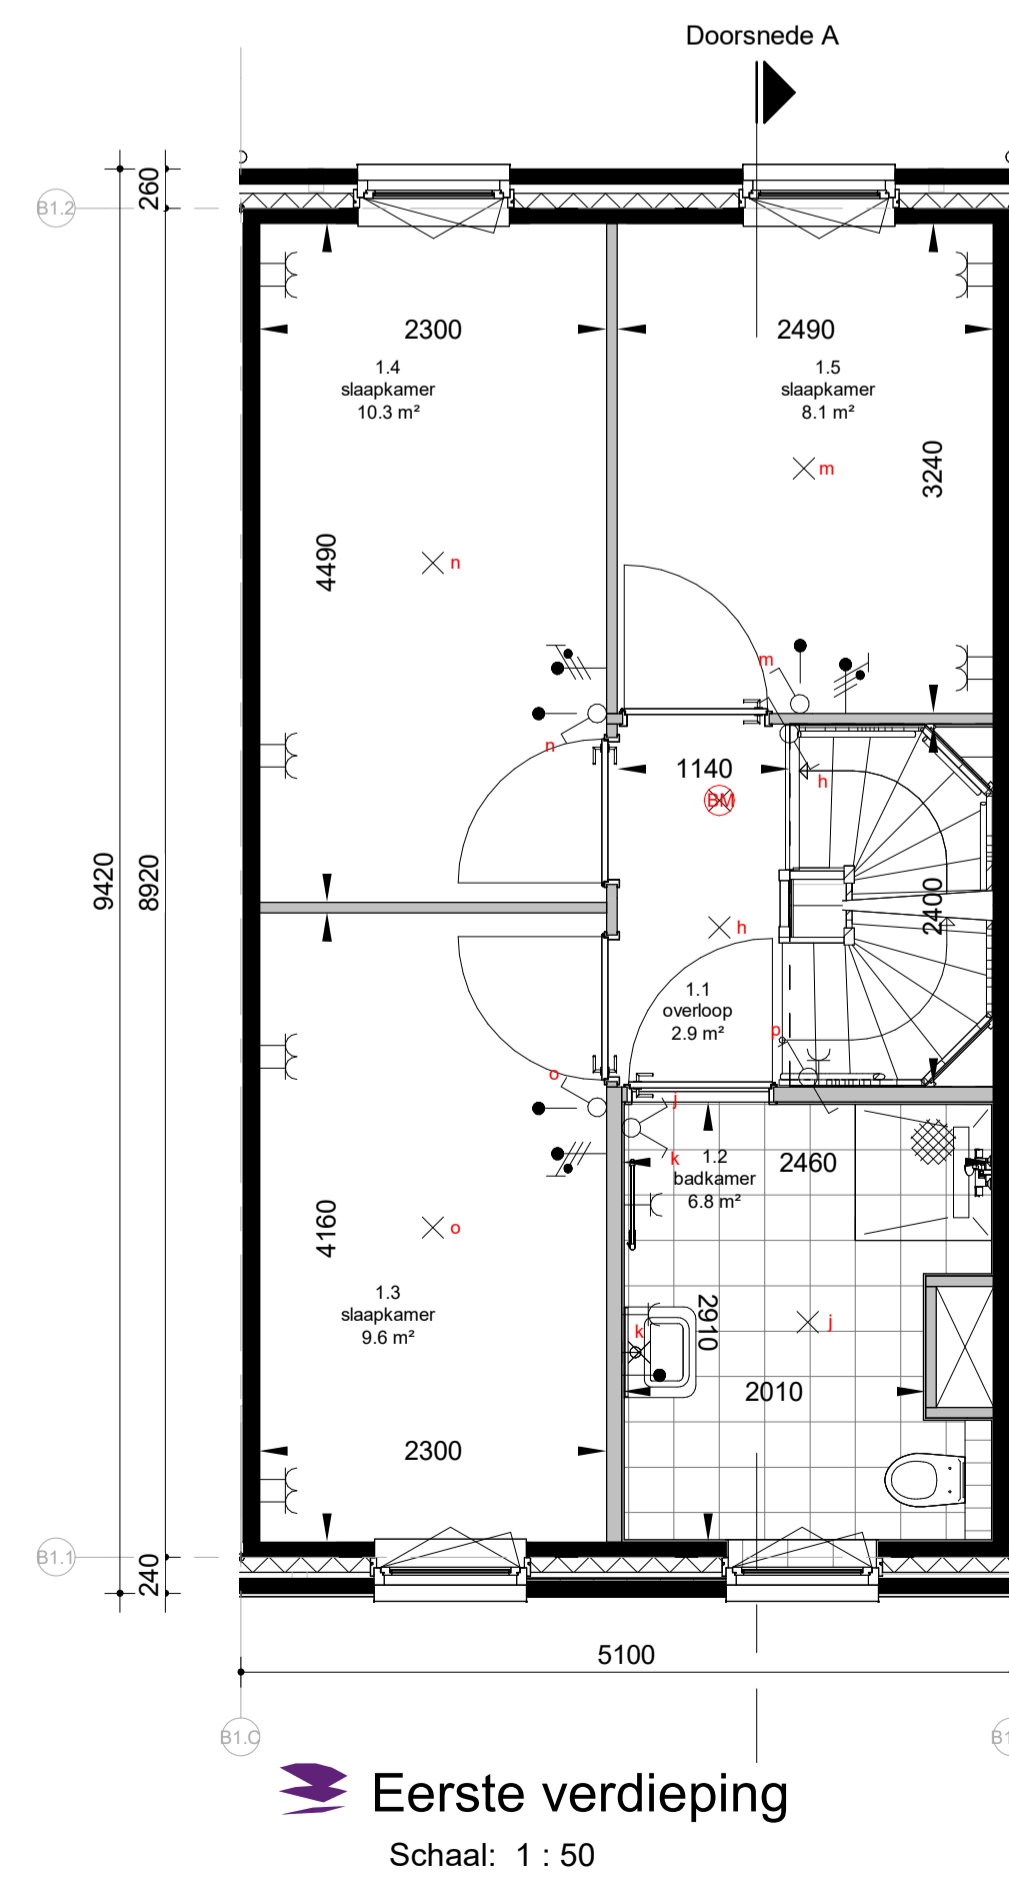 Doorsnede A
260
B1.2
2300
2490
1.4
slaapkamer
10.3 m²
1.5
slaapkamer
8.1 m²
m
3240
4490
n
m
n
1140
h
BM
9420
8920
2400
h
1.1
overloop
2.9 m²
p
o
j
k
1.2
badkamer
6.8 m²
2460
4160
o
1.3
slaapkamer
9.6 m²
2910
k
j
2010
2300
B1.1
240
5100
B1.C
B1
Eerste verdieping
Schaal: 1 : 50